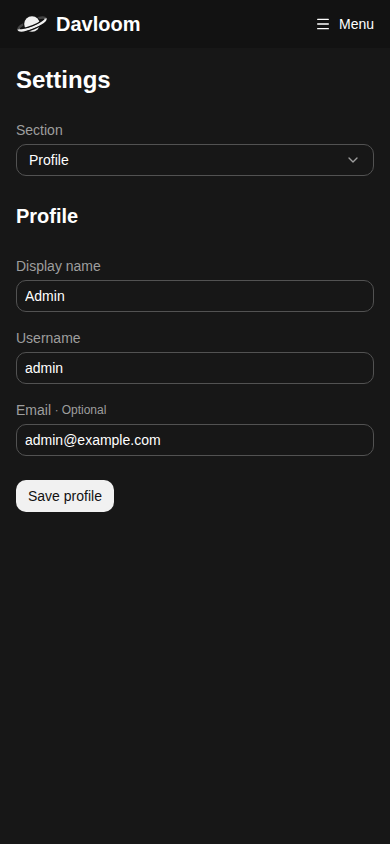 Davloom
Menu
Settings
Section
Profile
Profile
Display name
Admin
Username
admin
Email · Optional
admin@example.com
Save profile